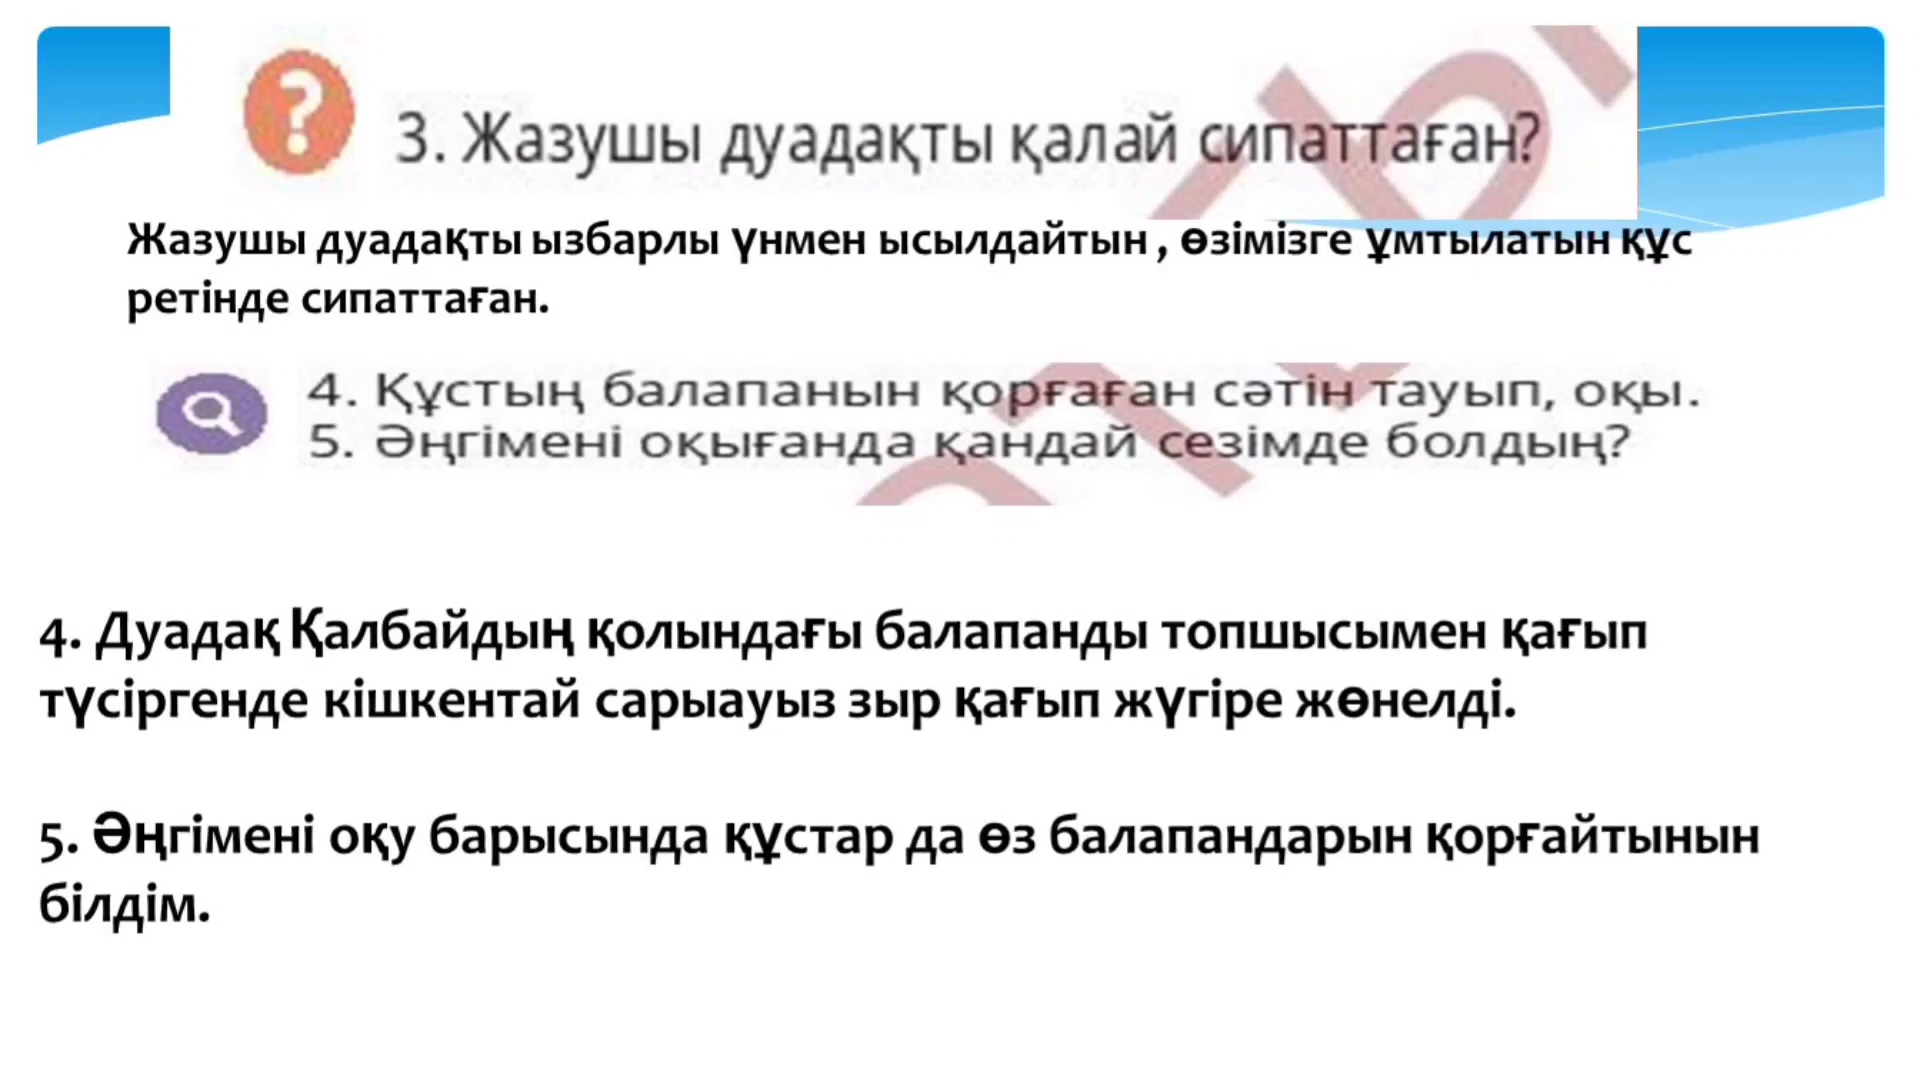 3. Жазушы дуадақты қалай сипаттаған?
Жазушы дуадақты ызбарлы үнмен ысылдайтын , өзімізге ұмтылатын құс
ретінде сипаттаған.
4. Құстың балапанын қорғаған сәтін тауып, оқы.
5. Әңгімені оқығанда қандай сезімде болдың?
4. Дуадақ Қалбайдың қолындағы балапанды топшысымен қағып
түсіргенде кішкентай сарыауыз зыр қағып жүгіре жөнелді.
5. Әңгімені оқу барысында құстар да өз балапандарын қорғайтынын
білдім.